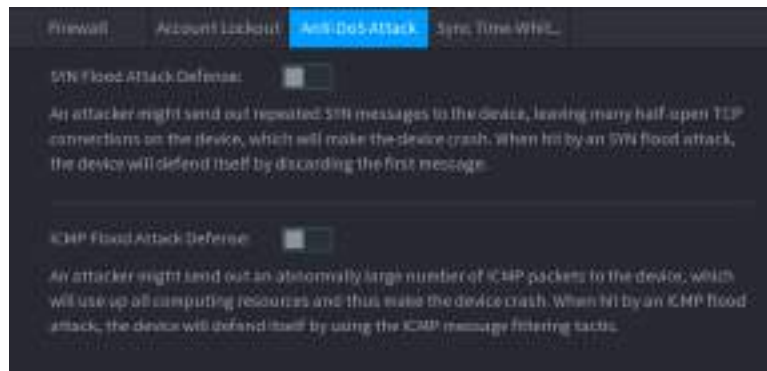 Firewall Account Lockout Anti-DoS Attack Sync Time-Whit...
SYN Flood Attack Defense:
An attacker might send out repeated SYN messages to the device, leaving many half-open TCP
connections on the device, which will make the device crash. When hit by an SYN flood attack,
the device will defend itself by discarding the first message.
ICMP Flood Attack Defense:
An attacker might send out an abnormally large number of ICMP packets to the device, which
will use up all computing resources and thus make the device crash. When hit by an ICMP flood
attack, the device will defend itself by using the ICMP message filtering tactis.